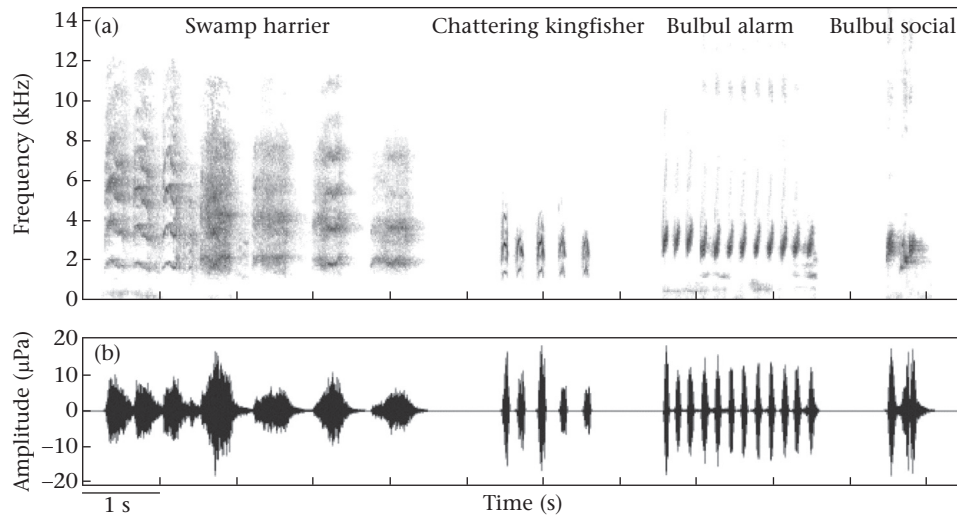 (a) Swamp harrier Chattering kingfisher Bulbul alarm Bulbul social
Frequency (kHz)
14
12
10
8
6
4
2
0
(b)
Amplitude (μPa)
20
10
0
−10
−20
1 s
Time (s)